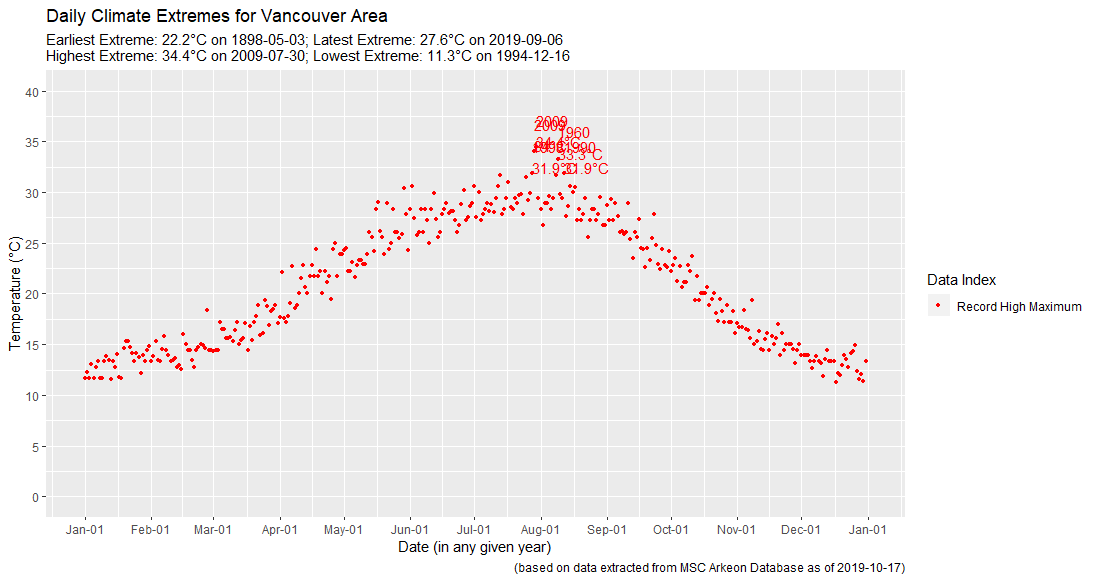 Daily Climate Extremes for Vancouver Area
Earliest Extreme: 22.2°C on 1898-05-03; Latest Extreme: 27.6°C on 2019-09-06
Highest Extreme: 34.4°C on 2009-07-30; Lowest Extreme: 11.3°C on 1994-12-16
40
35
30
25
20
15
10
5
0
Temperature (°C)
2009
2009
1960
1990
33.3°C
31.9°C
31.9°C
Jan-01
Feb-01
Mar-01
Apr-01
May-01
Jun-01
Jul-01
Aug-01
Sep-01
Oct-01
Nov-01
Dec-01
Jan-01
Date (in any given year)
Data Index
Record High Maximum
(based on data extracted from MSC Arkeon Database as of 2019-10-17)